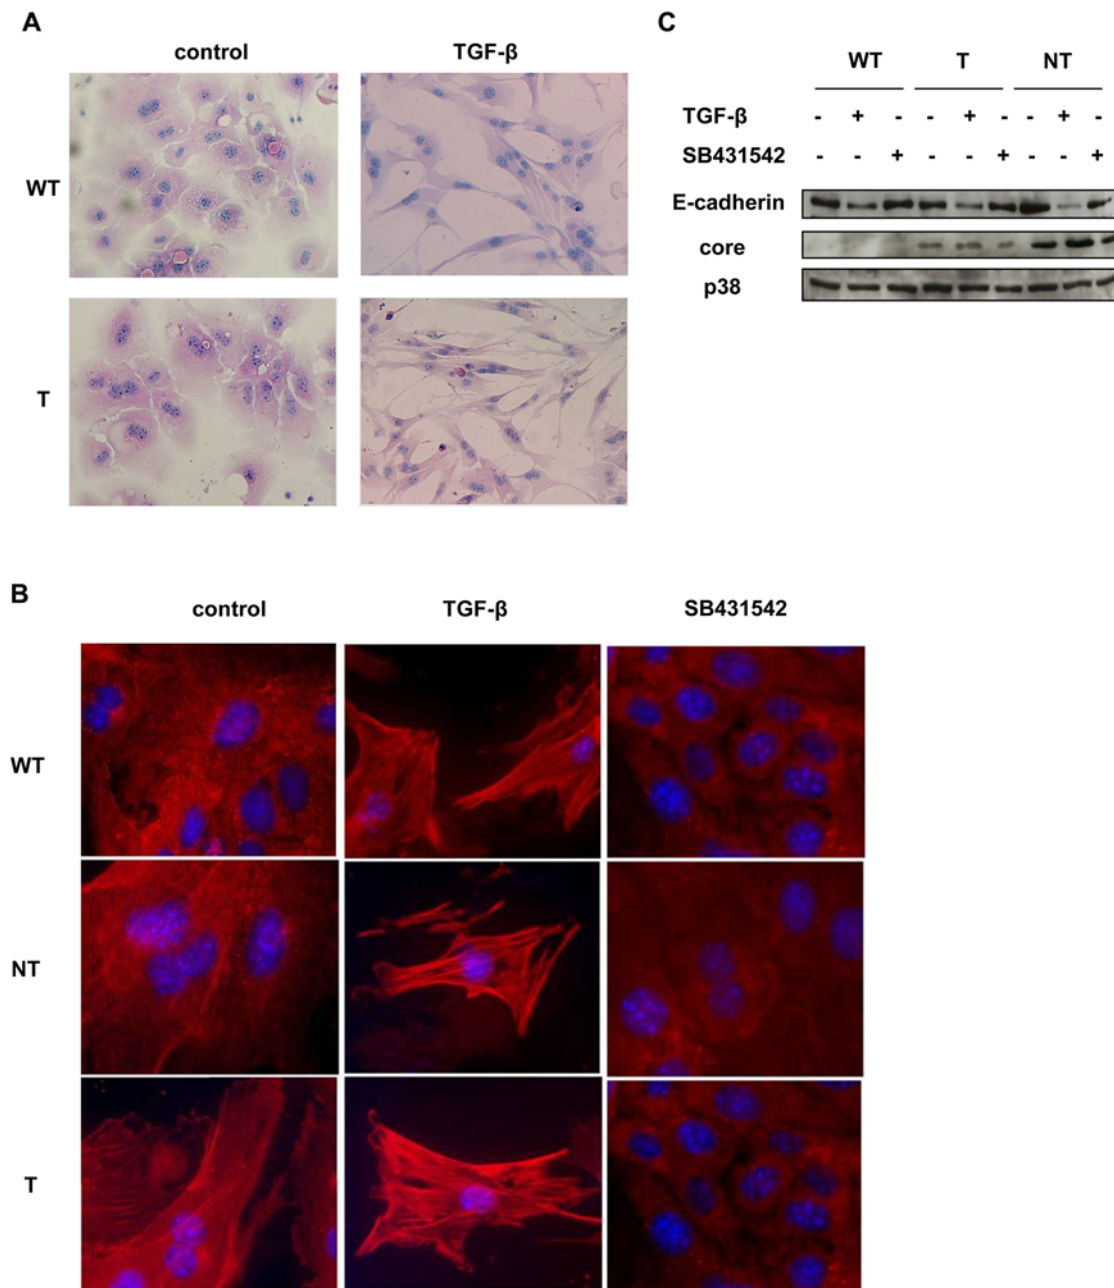 A
control TGF-β
WT
T
C
WT T NT
TGF-β - + - - + - - + -
SB431542 - - + - - + - - +
E-cadherin
core
p38
B
control TGF-β SB431542
WT
NT
T